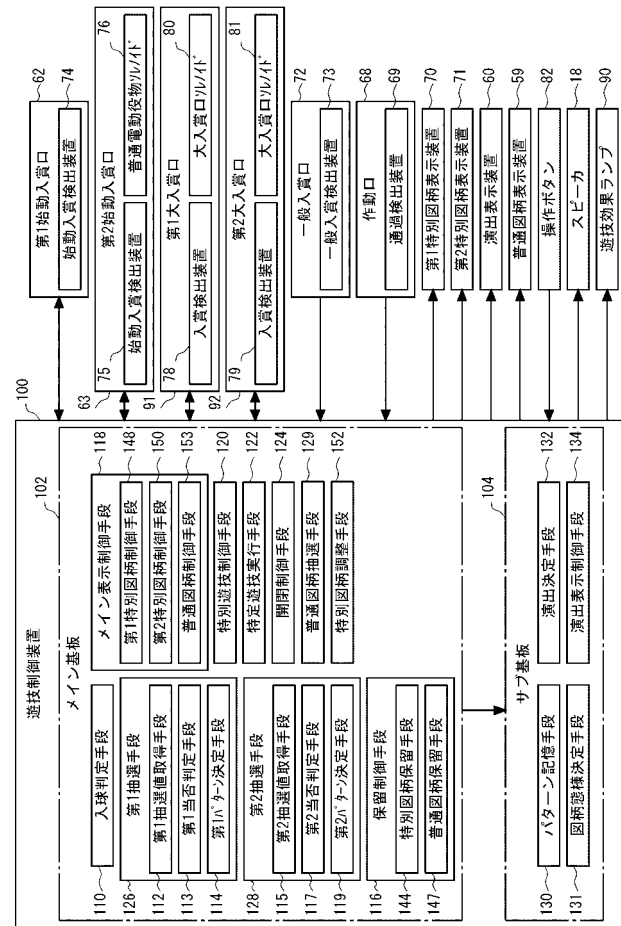 遊技制御装置
100
メイン基板
102
入球判定手段
110
第1抽選手段
126
第1抽選値取得手段
112
第1当否判定手段
113
第1パターン決定手段
114
第2抽選手段
128
第2抽選値取得手段
115
第2当否判定手段
117
第2パターン決定手段
119
保留制御手段
116
特別図柄保留手段
144
普通図柄保留手段
147
メイン表示制御手段
118
第1特別図柄制御手段
148
第2特別図柄制御手段
150
普通図柄制御手段
153
特別遊技制御手段
120
特定遊技実行手段
122
開閉制御手段
124
普通図柄抽選手段
129
特別図柄調整手段
152
サブ基板
104
パターン記憶手段
130
図柄態様決定手段
131
演出決定手段
132
演出表示制御手段
134
第1始動入賞口
62
始動入賞検出装置
74
第2始動入賞口
63
始動入賞検出装置
75
普通電動役物ソレノイド
76
第1大入賞口
91
入賞検出装置
78
大入賞口ソレノイド
80
第2大入賞口
92
入賞検出装置
79
大入賞口ソレノイド
81
一般入賞口
72
一般入賞検出装置
73
作動口
68
通過検出装置
69
第1特別図柄表示装置
70
第2特別図柄表示装置
71
演出表示装置
60
普通図柄表示装置
59
操作ボタン
82
スピーカ
18
遊技効果ランプ
90